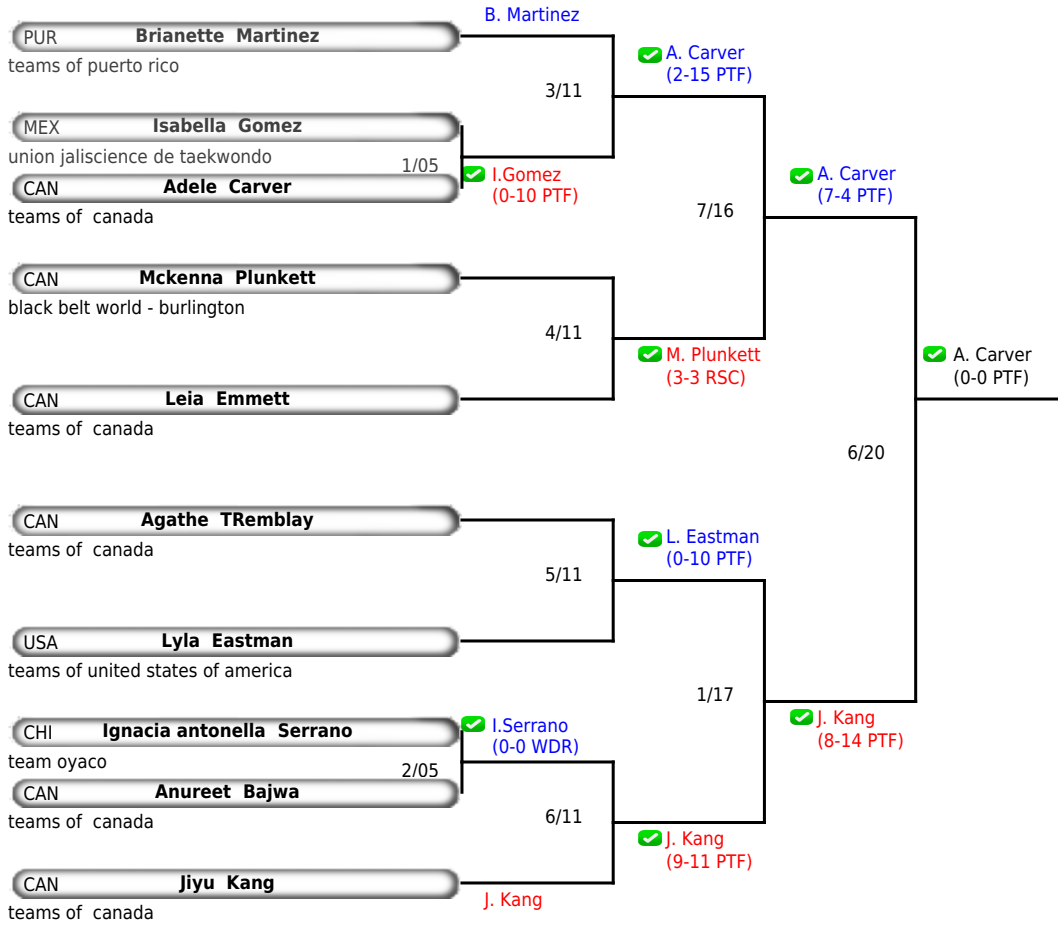 B. Martinez
PUR Brianette Martinez
teams of puerto rico
A. Carver
(2-15 PTF)
3/11
MEX Isabella Gomez
union jaliscience de taekwondo
1/05
I.Gomez
(0-10 PTF)
CAN Adele Carver
teams of canada
A. Carver
(7-4 PTF)
7/16
CAN Mckenna Plunkett
black belt world - burlington
4/11
M. Plunkett
(3-3 RSC)
A. Carver
(0-0 PTF)
CAN Leia Emmett
teams of canada
6/20
CAN Agathe TRemblay
teams of canada
L. Eastman
(0-10 PTF)
5/11
USA Lyla Eastman
teams of united states of america
1/17
J. Kang
(8-14 PTF)
CHI Ignacia antonella Serrano
team oyaco
I.Serrano
(0-0 WDR)
2/05
CAN Anureet Bajwa
teams of canada
6/11
J. Kang
(9-11 PTF)
CAN Jiyu Kang
J. Kang
teams of canada